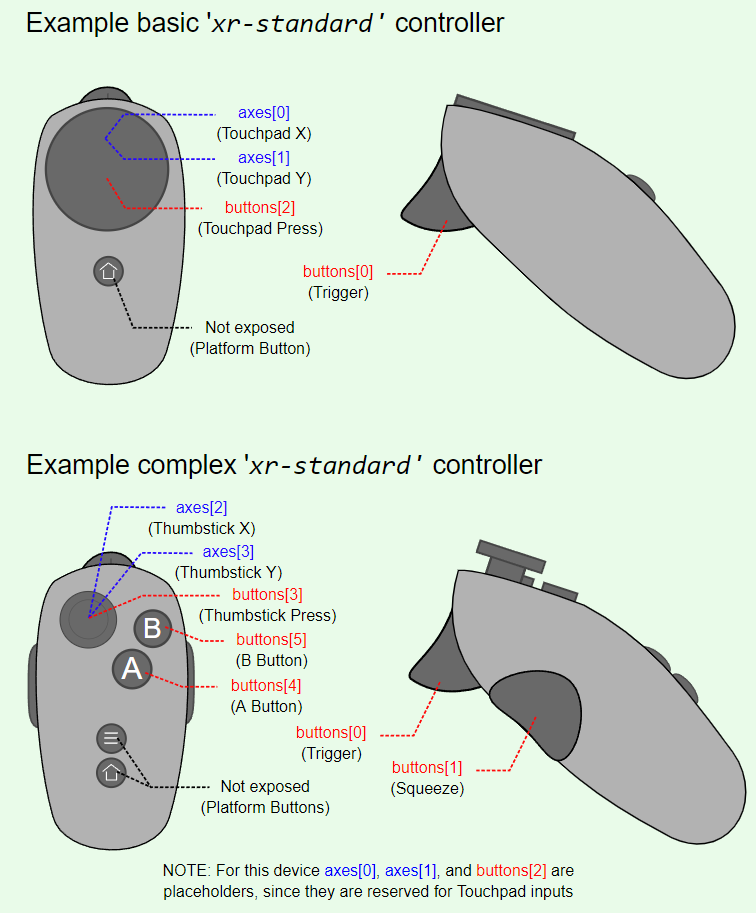 Example basic 'xr-standard' controller
axes[0]
(Touchpad X)
axes[1]
(Touchpad Y)
buttons[2]
(Touchpad Press)
buttons[0]
(Trigger)
Not exposed
(Platform Button)
Example complex 'xr-standard' controller
axes[2]
(Thumbstick X)
axes[3]
(Thumbstick Y)
buttons[3]
(Thumbstick Press)
B
buttons[5]
(B Button)
A
buttons[4]
(A Button)
buttons[0]
(Trigger)
buttons[1]
(Squeeze)
Not exposed
(Platform Buttons)
NOTE: For this device axes[0], axes[1], and buttons[2] are
placeholders, since they are reserved for Touchpad inputs